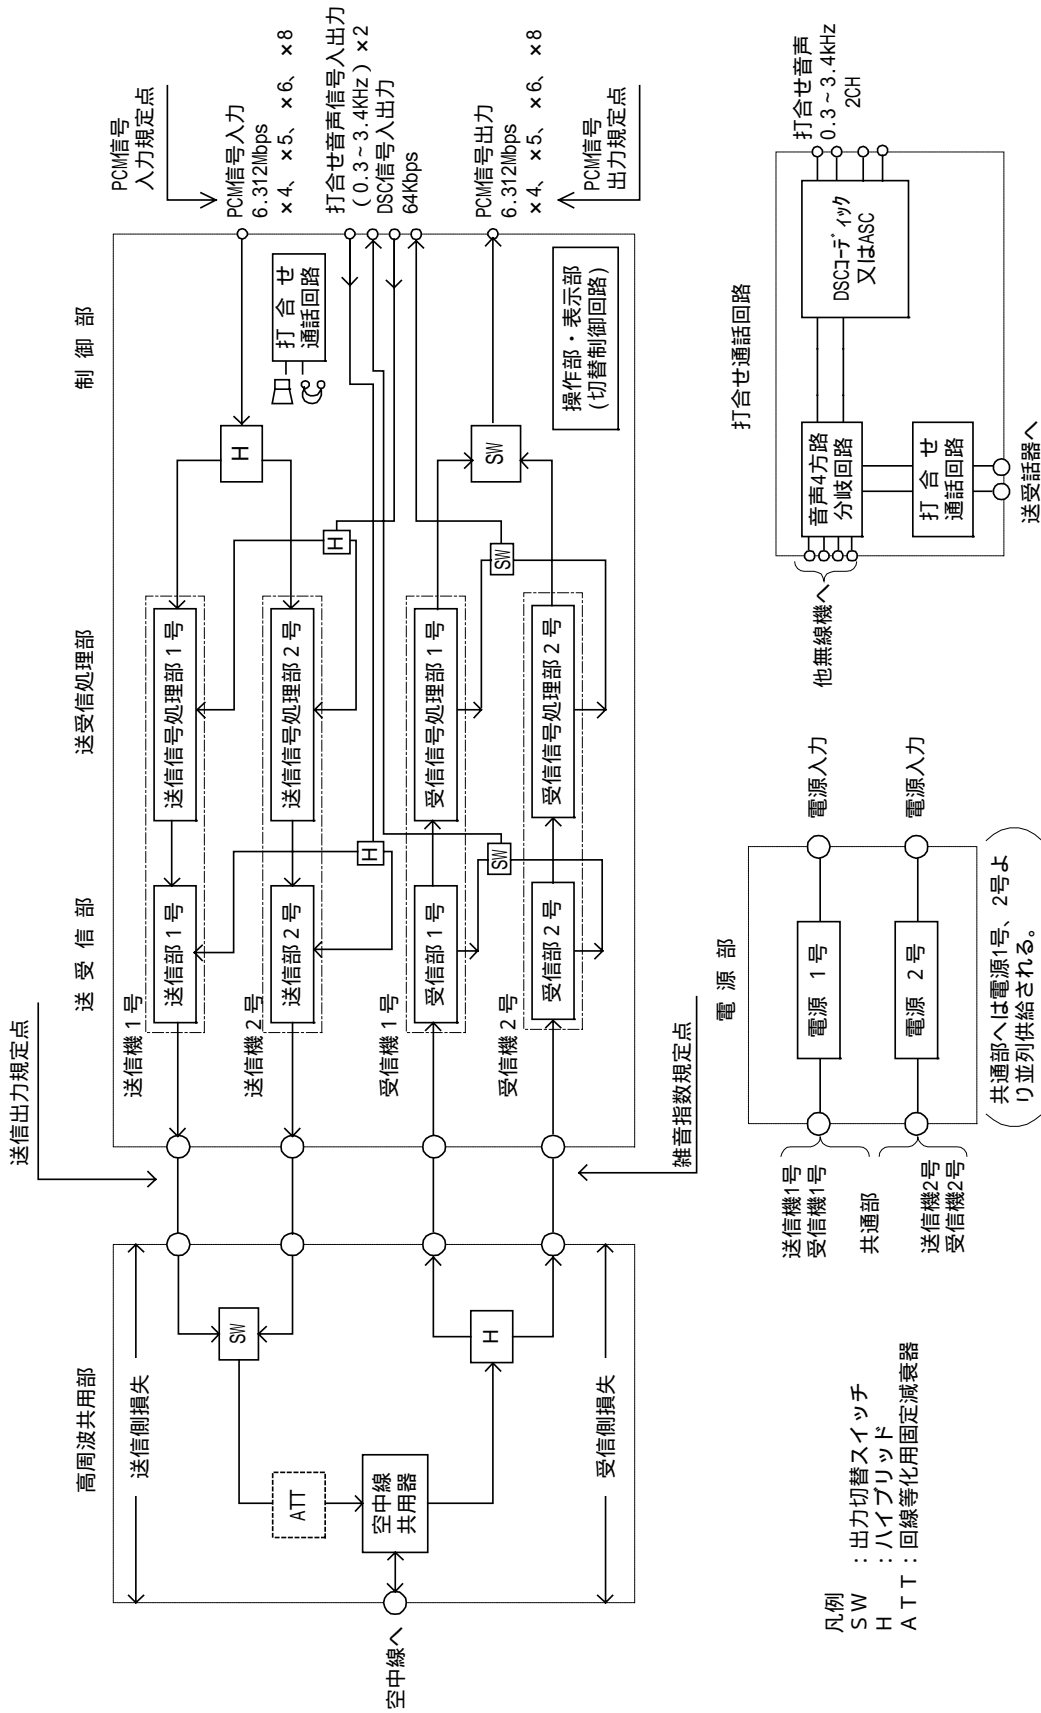 高周波共用部
送信側損失
受信側損失
空中線へ
空中線
共用器
ATT
SW
H
送信出力規定点
雑音指数規定点
送 受 信 部
送受信処理部
制 御 部
送信機1号
送信部1号
送信信号処理部1号
送信機2号
送信部2号
送信信号処理部2号
受信機1号
受信部1号
受信信号処理部1号
受信機2号
受信部2号
受信信号処理部2号
H
H
SW
SW
H
SW
打 合 せ
通話回路
操作部・表示部
(切替制御回路)
PCM信号
入力規定点
PCM信号入力
6.312Mbps
×4、×5、×6、×8
打合せ音声信号入出力
(0.3~3.4KHz)×2
DSC信号入出力
64Kbps
PCM信号出力
6.312Mbps
×4、×5、×6、×8
PCM信号
出力規定点
凡例
SW :出力切替スイッチ
H :ハイブリッド
ATT:回線等化用固定減衰器
電 源 部
送信機1号
受信機1号
共通部
送信機2号
受信機2号
電源 1号
電源 2号
電源入力
電源入力
共通部へは電源1号、2号よ
り並列供給される。
打合せ通話回路
他無線機へ
音声4方路
分岐回路
打 合 せ
通話回路
送受話器へ
DSCコーディック
又はASC
打合せ音声
0.3~3.4kHz
2CH